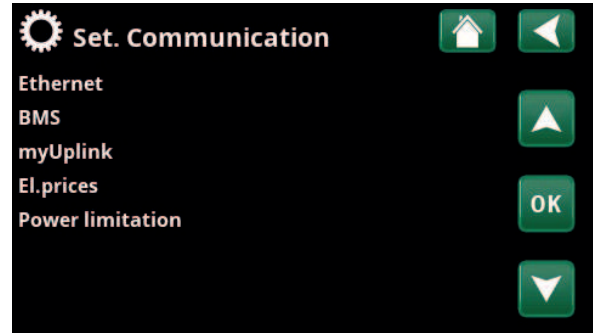 Set. Communication
Ethernet
BMS
myUplink
El.prices
OK
Power limitation